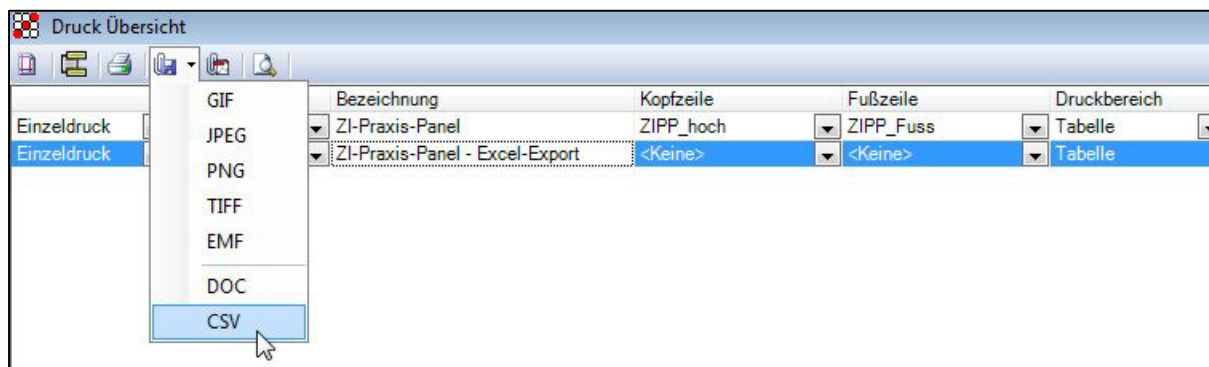 Druck Übersicht
Bezeichnung Kopfzeile Fußzeile Druckbereich
Einzeldruck ZI-Praxis-Panel ZIPP_hoch ZIPP_Fuss Tabelle
Einzeldruck ZI-Praxis-Panel - Excel-Export <Keine> <Keine> Tabelle
GIF
JPEG
PNG
TIFF
EMF
DOC
CSV